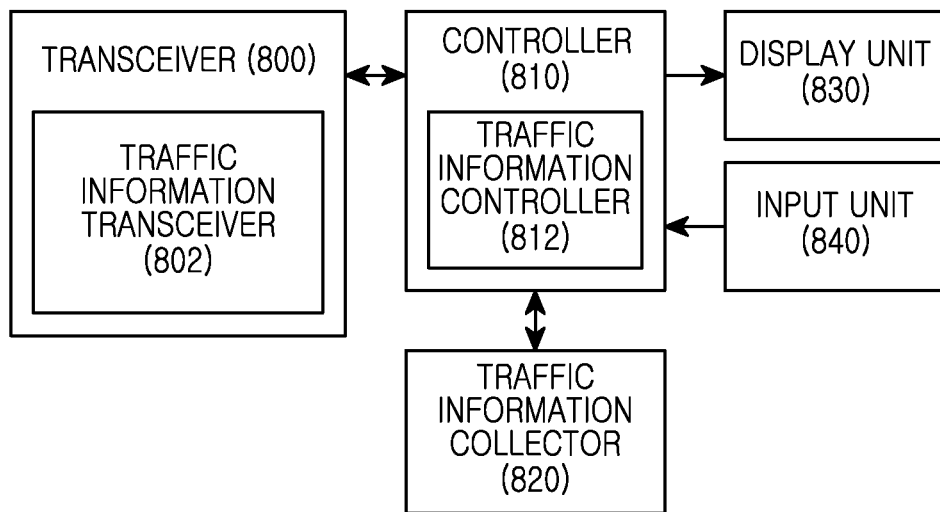 TRANSCEIVER (800)
TRAFFIC
INFORMATION
TRANSCEIVER
(802)
CONTROLLER
(810)
TRAFFIC
INFORMATION
CONTROLLER
(812)
DISPLAY UNIT
(830)
INPUT UNIT
(840)
TRAFFIC
INFORMATION
COLLECTOR
(820)